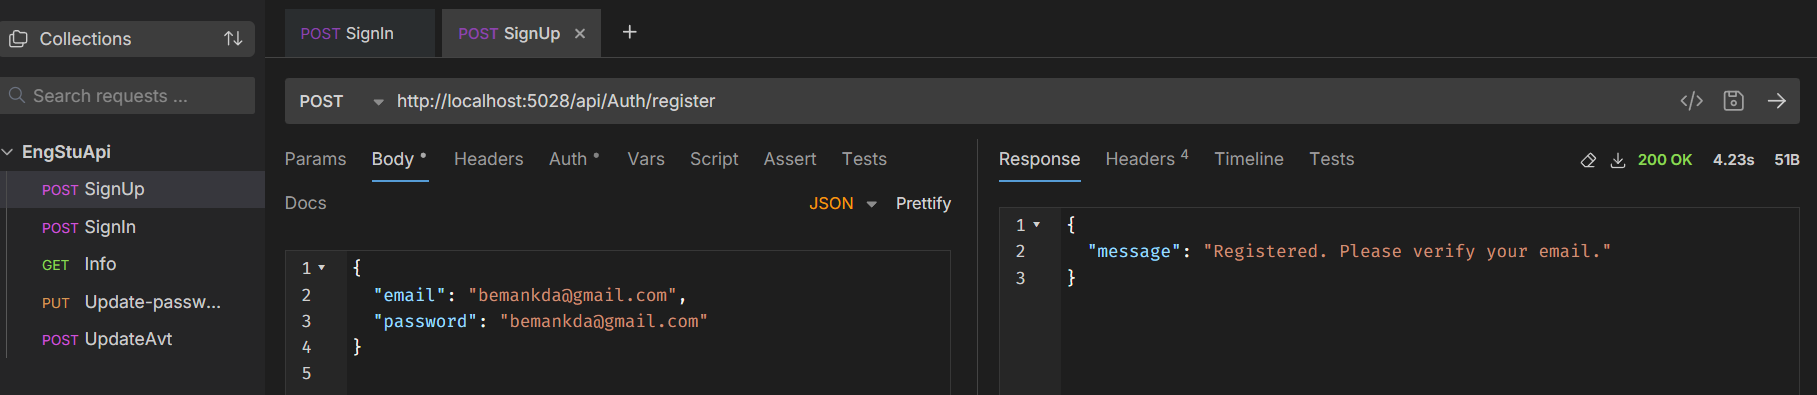 Collections
Search requests ...
EngStuApi
POST SignUp
POST SignIn
GET Info
PUT Update-passw...
POST UpdateAvt
POST SignIn
POST SignUp
POST http://localhost:5028/api/Auth/register
Params Body Headers Auth Vars Script Assert Tests
Docs JSON Prettify
1 {
2 "email": "bemankda@gmail.com",
3 "password": "bemankda@gmail.com"
4 }
5
Response Headers 4 Timeline Tests 200 OK 4.23s 51B
1 {
2 "message": "Registered. Please verify your email."
3 }